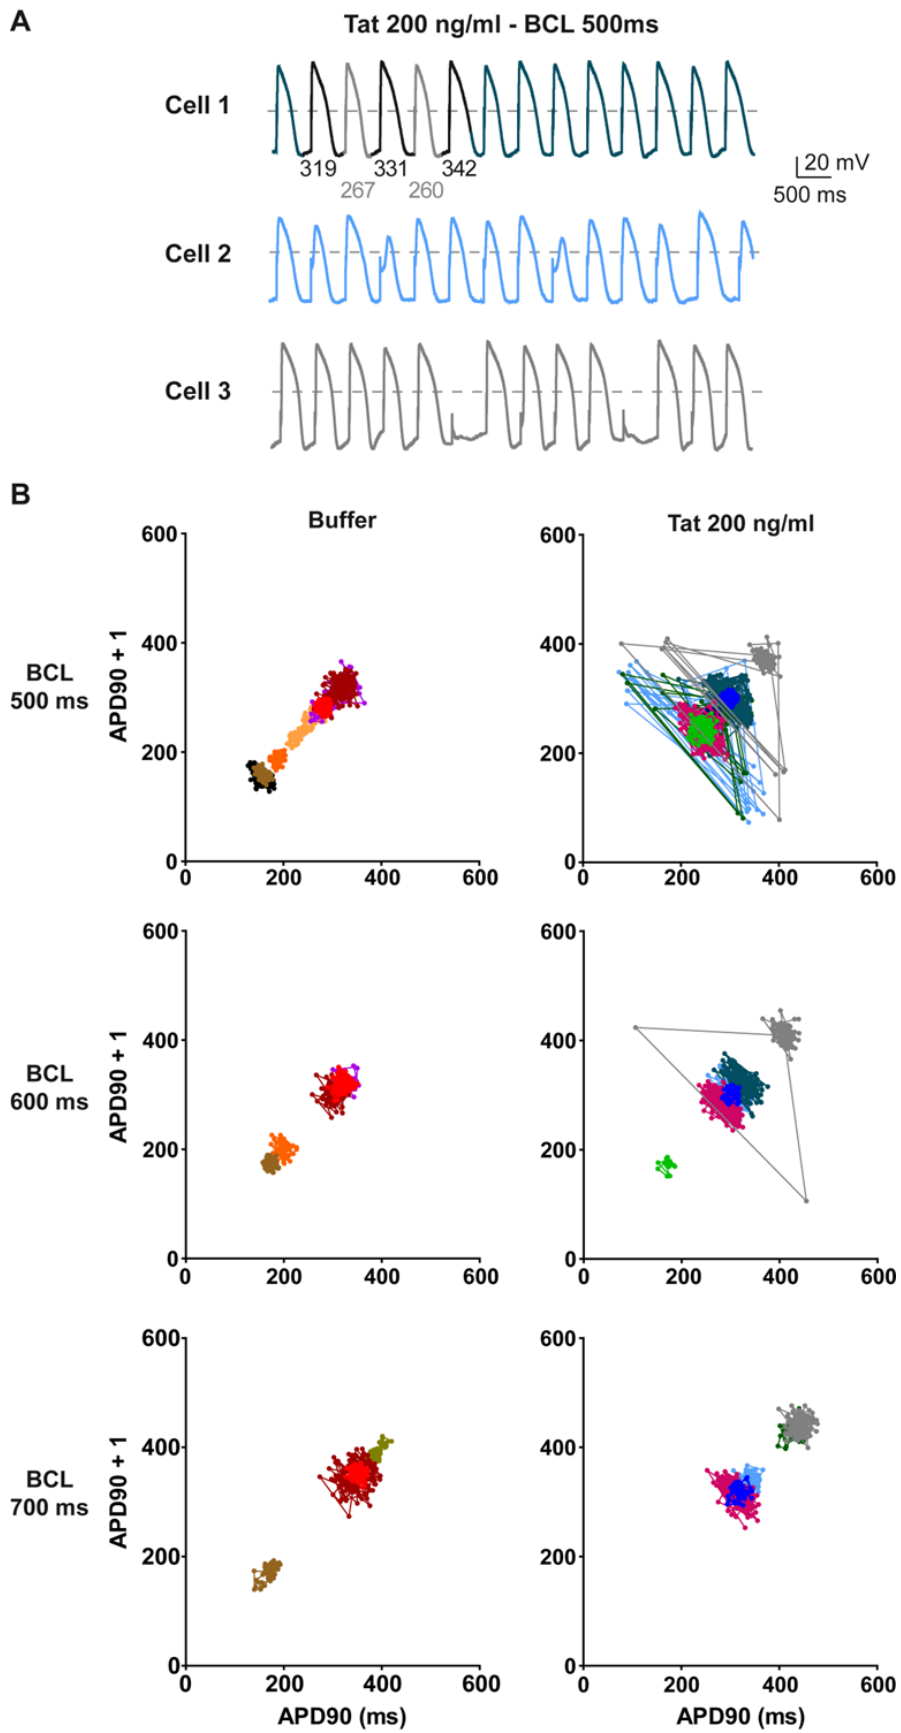 A
Tat 200 ng/ml - BCL 500ms
Cell 1
319 331 342
267 260
20 mV
500 ms
Cell 2
Cell 3
B
Buffer
Tat 200 ng/ml
BCL
500 ms
APD90 + 1
600
400
200
0
0 200 400 600
600
400
200
0
0 200 400 600
BCL
600 ms
APD90 + 1
600
400
200
0
0 200 400 600
600
400
200
0
0 200 400 600
BCL
700 ms
APD90 + 1
600
400
200
0
0 200 400 600
APD90 (ms)
600
400
200
0
0 200 400 600
APD90 (ms)